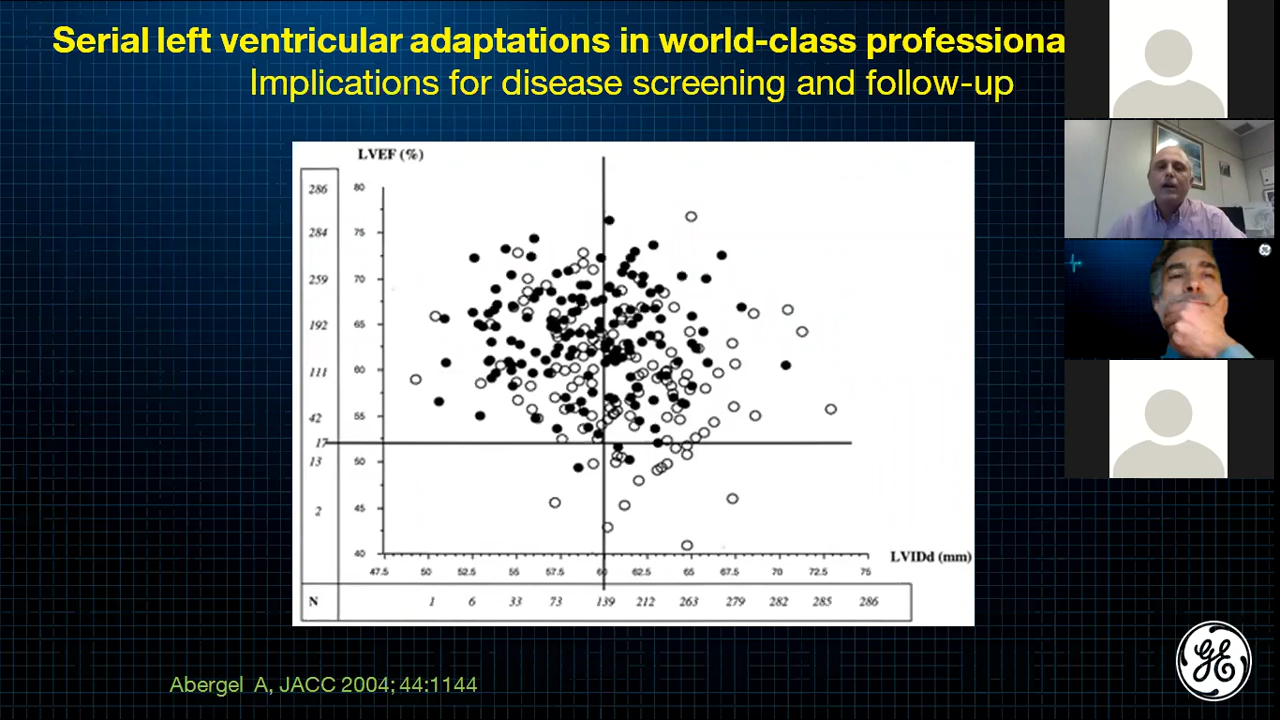 Serial left ventricular adaptations in world-class professiona
Implications for disease screening and follow-up
LVEF (%)
286
284
259
192
111
42
17
13
2
80
75
70
65
60
55
50
45
40
LVIDd (mm)
47.5 50 52.5 55 57.5 60 62.5 65 67.5 70 72.5 75
N 1 6 33 73 139 212 263 279 282 285 286
Abergel A, JACC 2004; 44:1144
GE